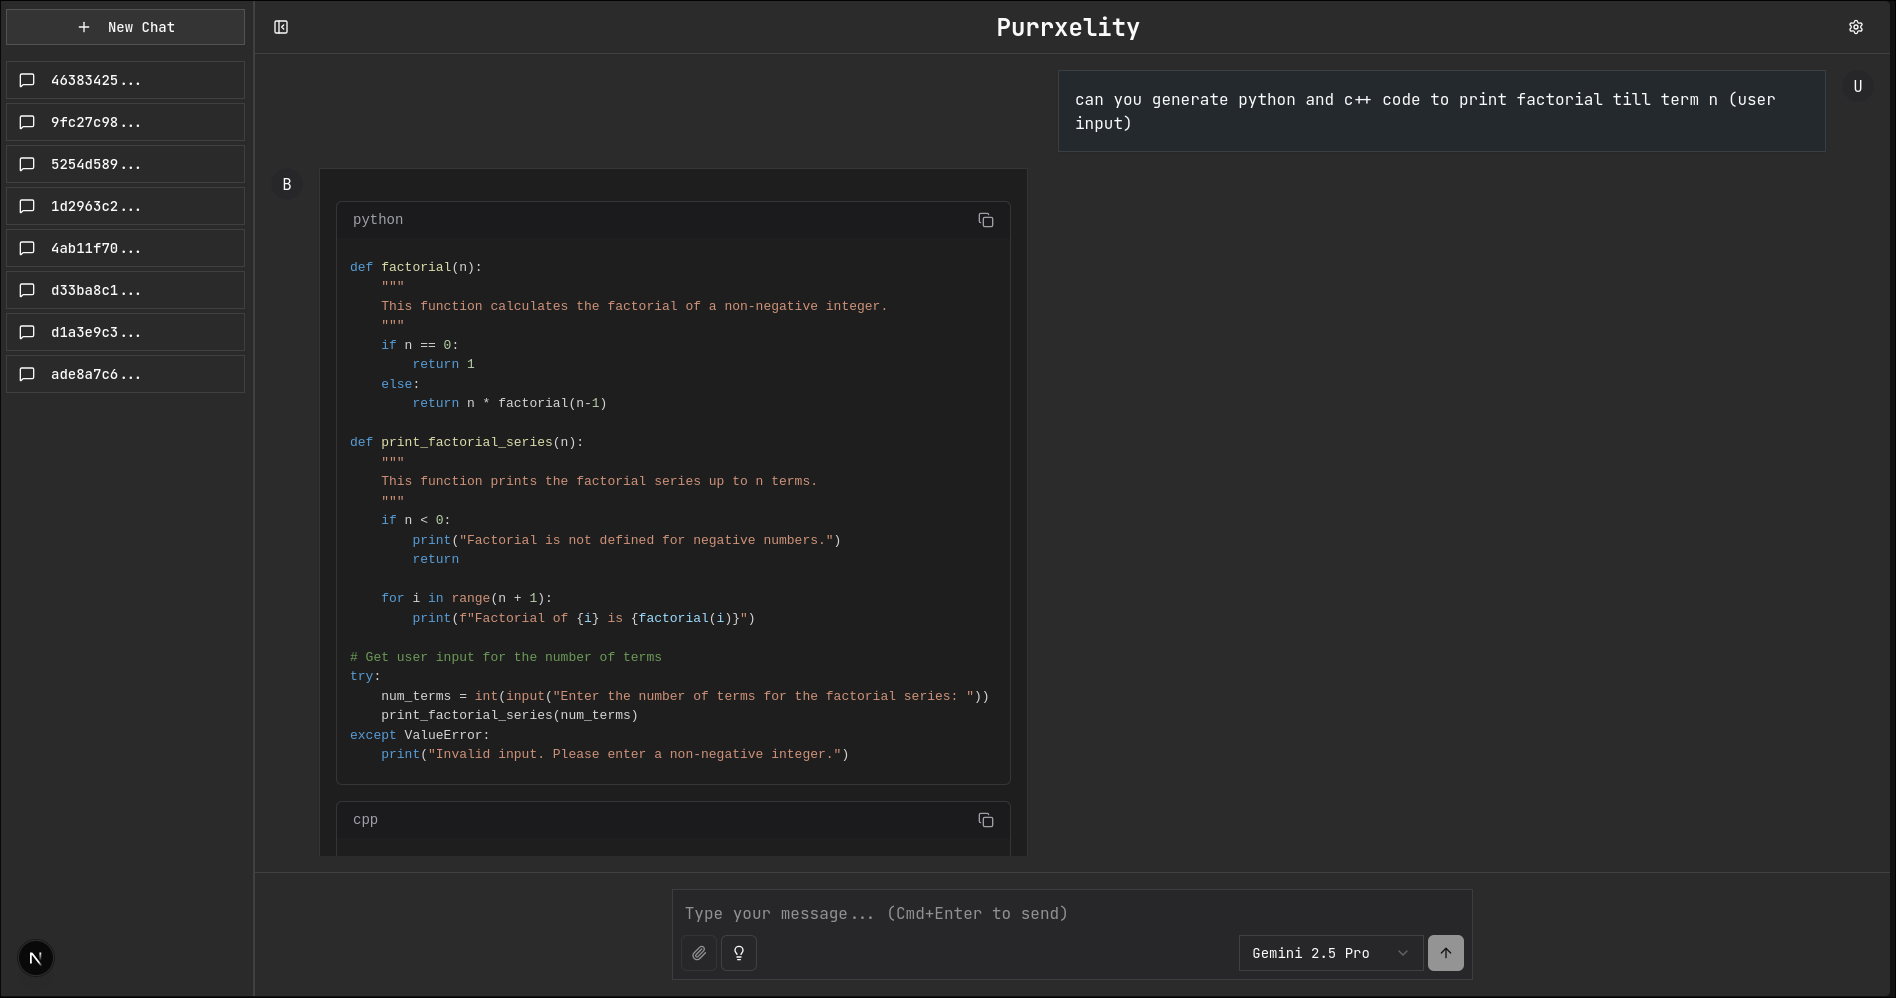 New Chat
46383425...
9fc27c98...
5254d589...
1d2963c2...
4ab11f70...
d33ba8c1...
d1a3e9c3...
ade8a7c6...
N
Purrxelity
can you generate python and c++ code to print factorial till term n (user
input)
U
B
python
def factorial(n):
    """
    This function calculates the factorial of a non-negative integer.
    """
    if n == 0:
        return 1
    else:
        return n * factorial(n-1)

def print_factorial_series(n):
    """
    This function prints the factorial series up to n terms.
    """
    if n < 0:
        print("Factorial is not defined for negative numbers.")
        return

    for i in range(n + 1):
        print(f"Factorial of {i} is {factorial(i)}")

# Get user input for the number of terms
try:
    num_terms = int(input("Enter the number of terms for the factorial series: "))
    print_factorial_series(num_terms)
except ValueError:
    print("Invalid input. Please enter a non-negative integer.")
cpp
Type your message... (Cmd+Enter to send)
Gemini 2.5 Pro